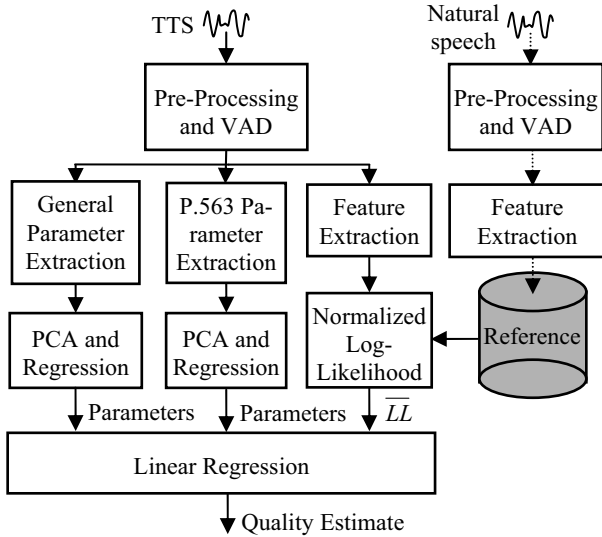 TTS
Natural
speech
Pre-Processing
and VAD
Pre-Processing
and VAD
General
Parameter
Extraction
P.563 Pa-
rameter
Extraction
Feature
Extraction
Feature
Extraction
PCA and
Regression
PCA and
Regression
Normalized
Log-
Likelihood
Reference
Parameters
Parameters
LL
Linear Regression
Quality Estimate